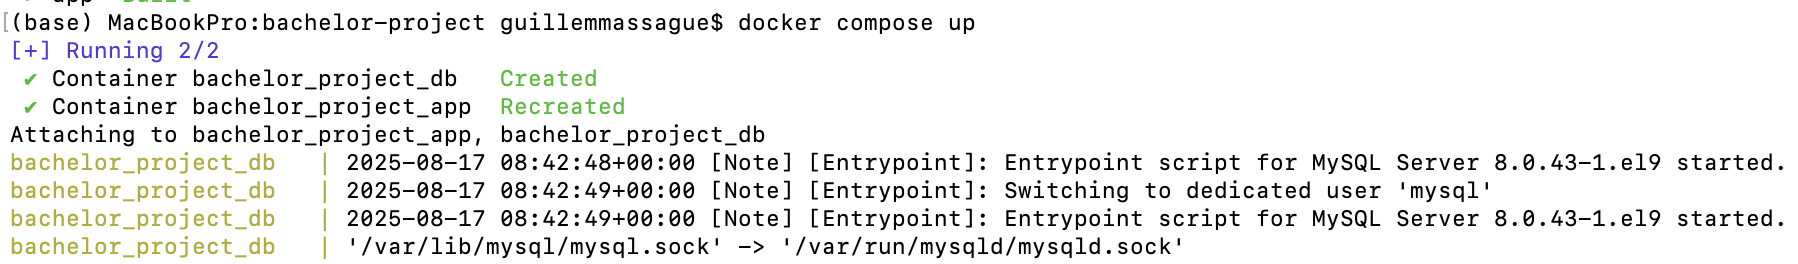 ✔ app Built
(base) MacBookPro:bachelor-project guillemmassague$ docker compose up
[+] Running 2/2
✔ Container bachelor_project_db Created
✔ Container bachelor_project_app Recreated
Attaching to bachelor_project_app, bachelor_project_db
bachelor_project_db | 2025-08-17 08:42:48+00:00 [Note] [Entrypoint]: Entrypoint script for MySQL Server 8.0.43-1.el9 started.
bachelor_project_db | 2025-08-17 08:42:49+00:00 [Note] [Entrypoint]: Switching to dedicated user 'mysql'
bachelor_project_db | 2025-08-17 08:42:49+00:00 [Note] [Entrypoint]: Entrypoint script for MySQL Server 8.0.43-1.el9 started.
bachelor_project_db | '/var/lib/mysql/mysql.sock' -> '/var/run/mysqld/mysqld.sock'